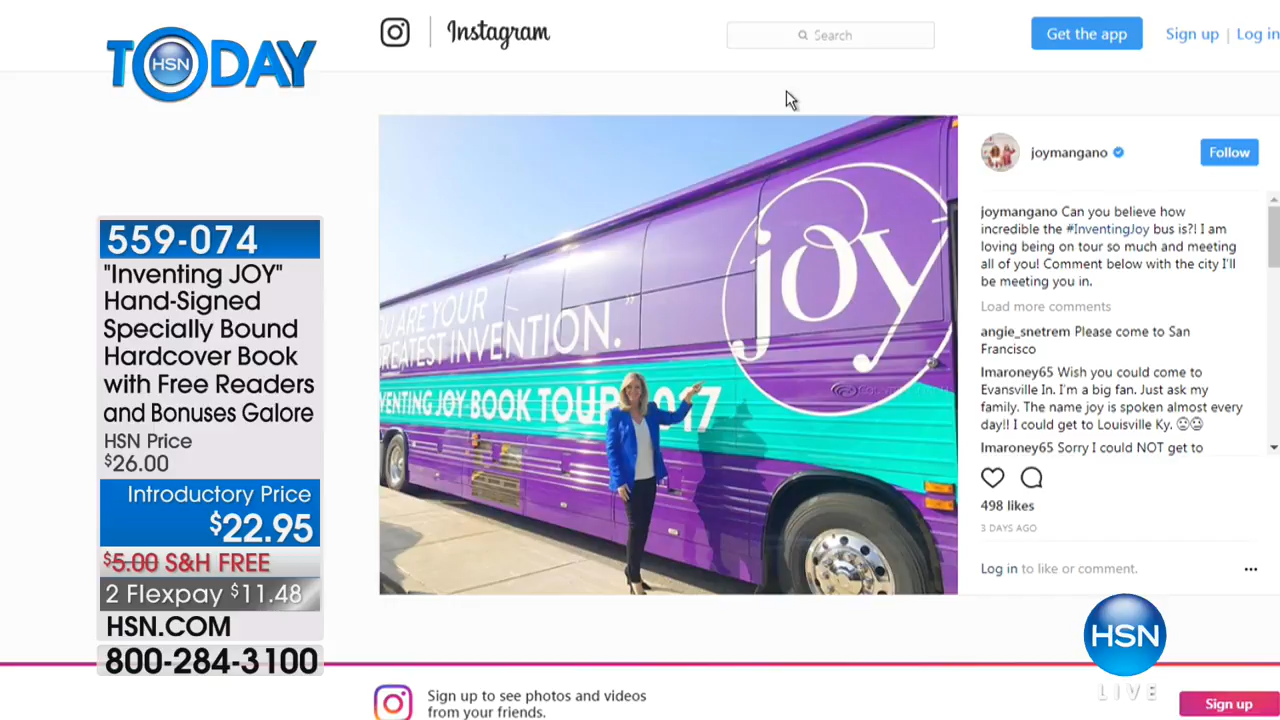 TODAY
HSN
Instagram
Search
Get the app
Sign up | Log in
559-074
"Inventing JOY"
Hand-Signed
Specially Bound
Hardcover Book
with Free Readers
and Bonuses Galore
HSN Price
$26.00
Introductory Price
$22.95
$5.00 S&H FREE
2 Flexpay $11.48
HSN.COM
800-284-3100
OU ARE YOUR
REATEST INVENTION."
joy
VENTING JOY BOOK TOUR 2017
joymangano
Follow
joymangano Can you believe how
incredible the #InventingJoy bus is?! I am
loving being on tour so much and meeting
all of you! Comment below with the city I'll
be meeting you in.
Load more comments
angie_snetrem Please come to San
Francisco
lmaroney65 Wish you could come to
Evansville In. I'm a big fan. Just ask my
family. The name joy is spoken almost every
day!! I could get to Louisville Ky.
lmaroney65 Sorry I could NOT get to
498 likes
3 DAYS AGO
Log in to like or comment.
HSN
LIVE
Sign up to see photos and videos
from your friends.
Sign up